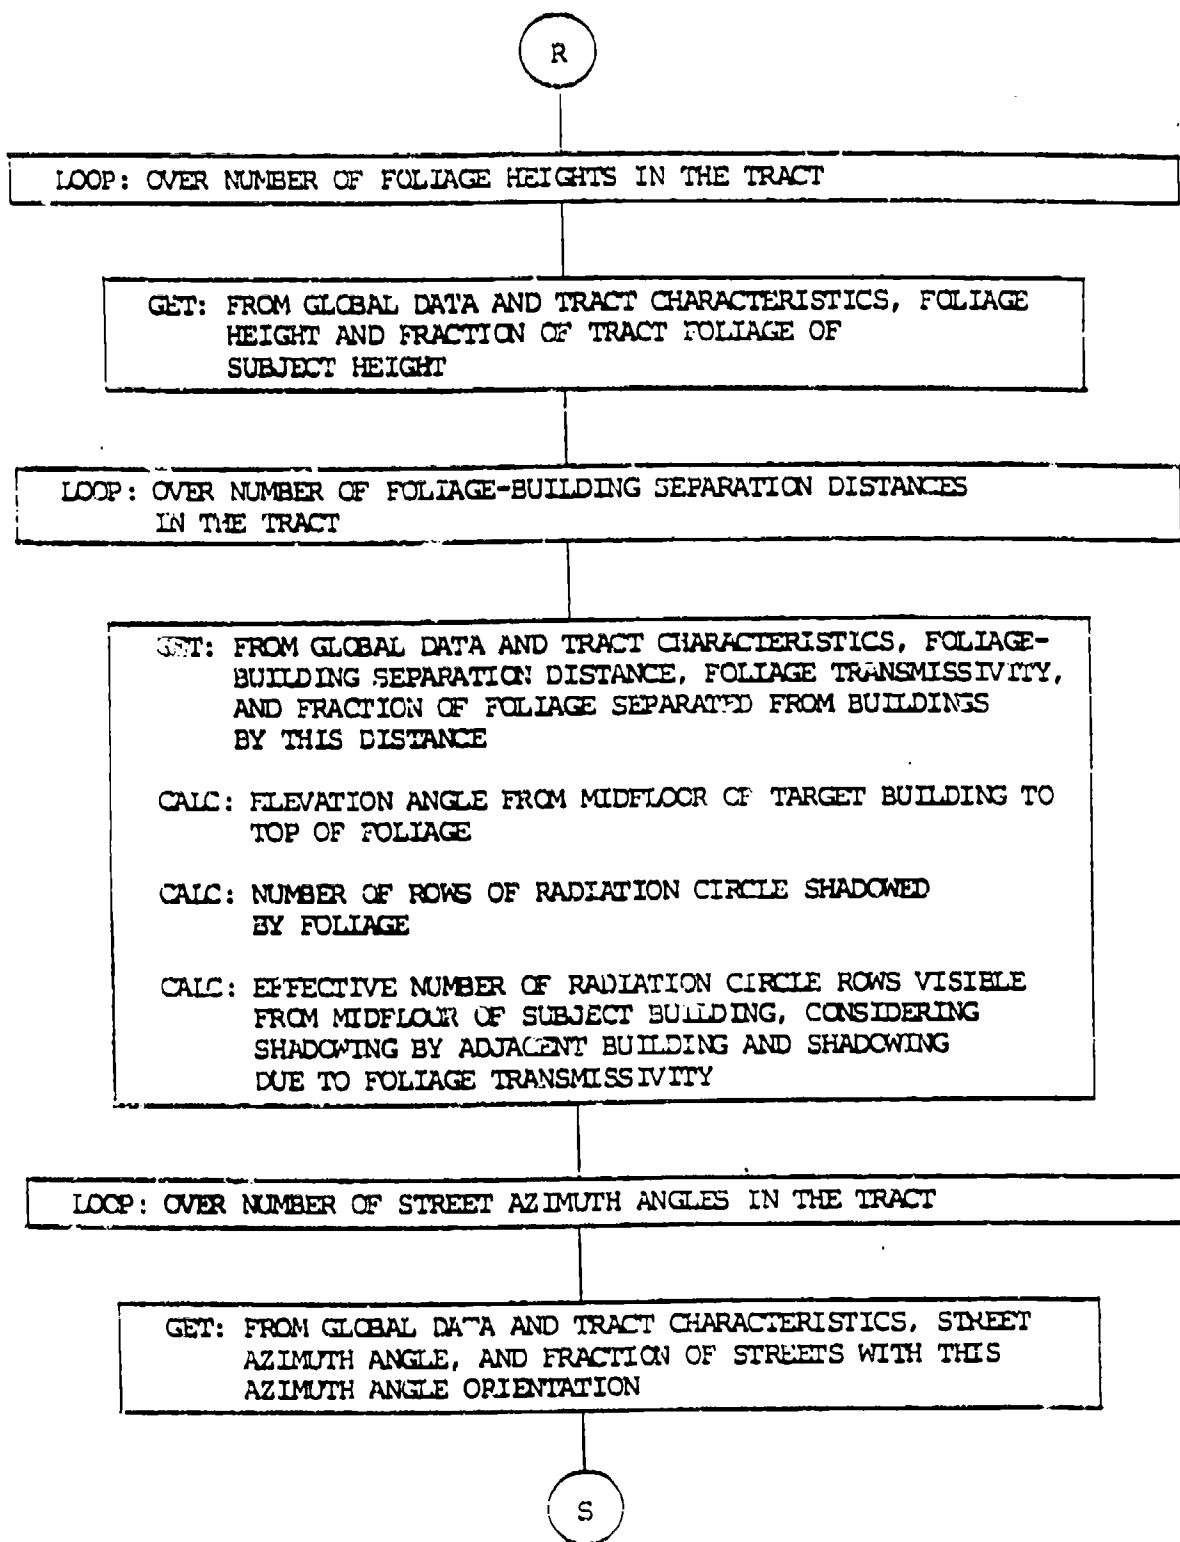 R
LOOP: OVER NUMBER OF FOLIAGE HEIGHTS IN THE TRACT
GET: FROM GLOBAL DATA AND TRACT CHARACTERISTICS, FOLIAGE
HEIGHT AND FRACTION OF TRACT FOLIAGE OF
SUBJECT HEIGHT
LOOP: OVER NUMBER OF FOLIAGE-BUILDING SEPARATION DISTANCES
IN THE TRACT
GET: FROM GLOBAL DATA AND TRACT CHARACTERISTICS, FOLIAGE-
BUILDING SEPARATION DISTANCE, FOLIAGE TRANSMISSIVITY,
AND FRACTION OF FOLIAGE SEPARATED FROM BUILDINGS
BY THIS DISTANCE
CALC: ELEVATION ANGLE FROM MIDFLOOR OF TARGET BUILDING TO
TOP OF FOLIAGE
CALC: NUMBER OF ROWS OF RADIATION CIRCLE SHADOWED
BY FOLIAGE
CALC: EFFECTIVE NUMBER OF RADIATION CIRCLE ROWS VISIBLE
FROM MIDFLOUR OF SUBJECT BUILDING, CONSIDERING
SHADOWING BY ADJACENT BUILDING AND SHADOWING
DUE TO FOLIAGE TRANSMISSIVITY
LOOP: OVER NUMBER OF STREET AZIMUTH ANGLES IN THE TRACT
GET: FROM GLOBAL DATA AND TRACT CHARACTERISTICS, STREET
AZIMUTH ANGLE, AND FRACTION OF STREETS WITH THIS
AZIMUTH ANGLE ORIENTATION
S